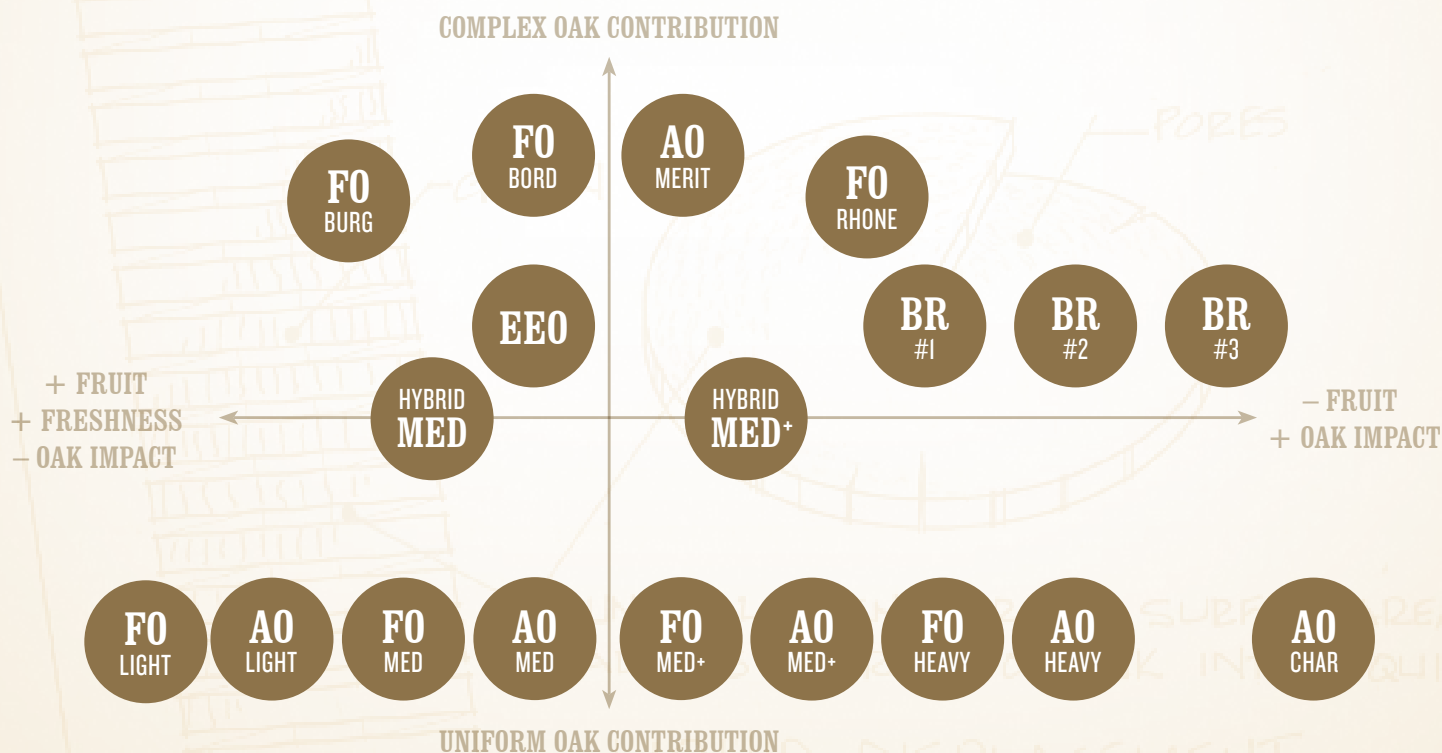 COMPLEX OAK CONTRIBUTION
FO
BORD
AO
MERIT
PORES
FO
BURG
FO
RHONE
EEO
BR
#1
BR
#2
BR
#3
+ FRUIT
+ FRESHNESS
– OAK IMPACT
HYBRID
MED
HYBRID
MED+
– FRUIT
+ OAK IMPACT
FO
LIGHT
AO
LIGHT
FO
MED
AO
MED
FO
MED+
AO
MED+
FO
HEAVY
AO
HEAVY
AO
CHAR
UNIFORM OAK CONTRIBUTION
DISPLACEMENT